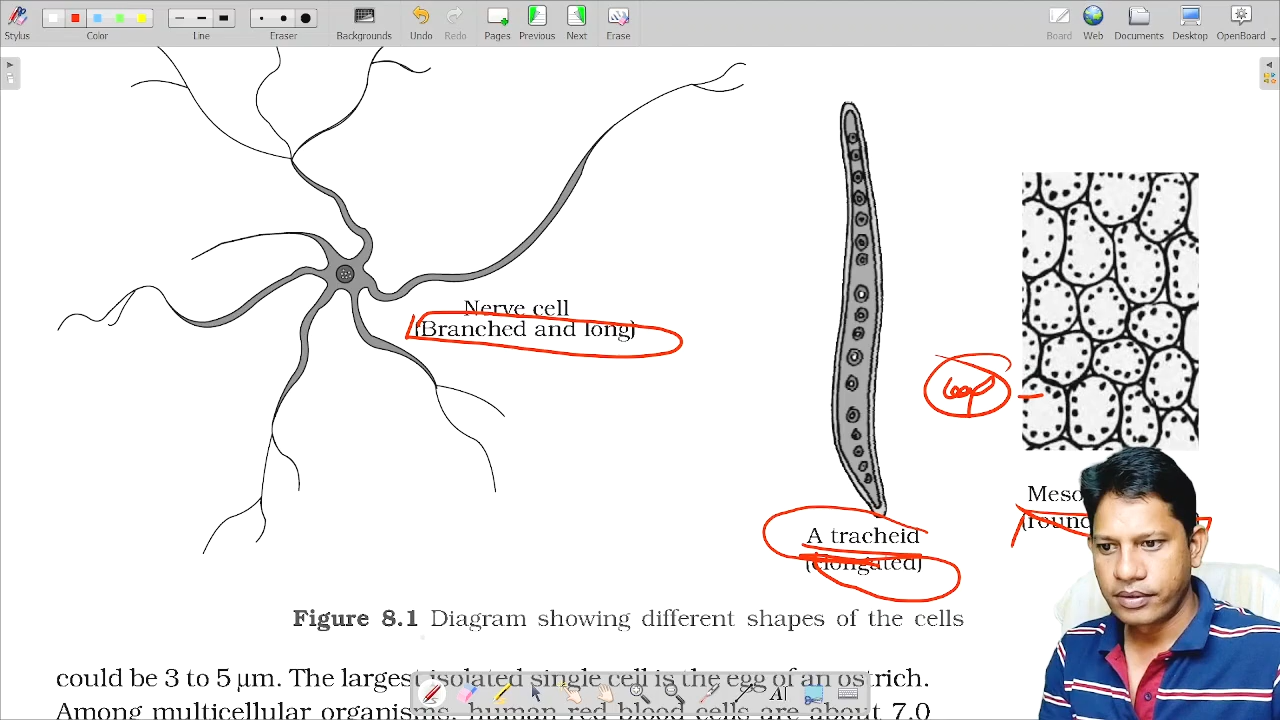 Stylus
Color
Line
Eraser
Backgrounds
Undo
Redo
Pages
Previous
Next
Erase
Board
Web
Documents
Desktop
OpenBoard
Nerve cell
(Branched and long)
A tracheid
(elongated)
Figure 8.1 Diagram showing different shapes of the cells
could be 3 to 5 μm. The largest isolated single cell is the egg of an ostrich.
Among multicellular organisms, human red blood cells are about 7.0